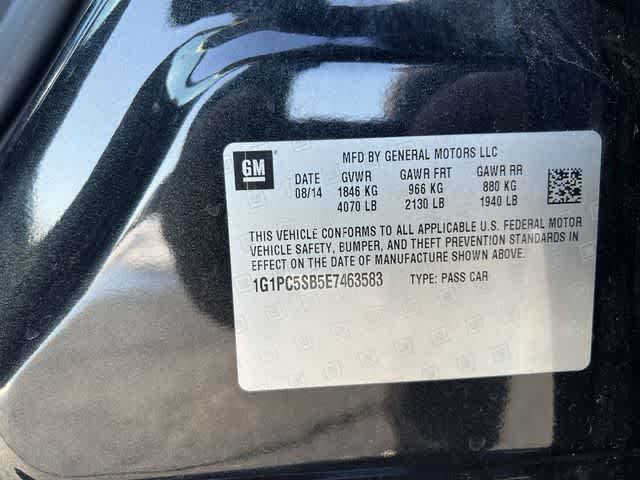 GM
MFD BY GENERAL MOTORS LLC
DATE GVWR GAWR FRT GAWR RR
08/14 1846 KG 966 KG 880 KG
4070 LB 2130 LB 1940 LB
THIS VEHICLE CONFORMS TO ALL APPLICABLE U.S. FEDERAL MOTOR
VEHICLE SAFETY, BUMPER, AND THEFT PREVENTION STANDARDS IN
EFFECT ON THE DATE OF MANUFACTURE SHOWN ABOVE.
1G1PC5SB5E7463583 TYPE: PASS CAR